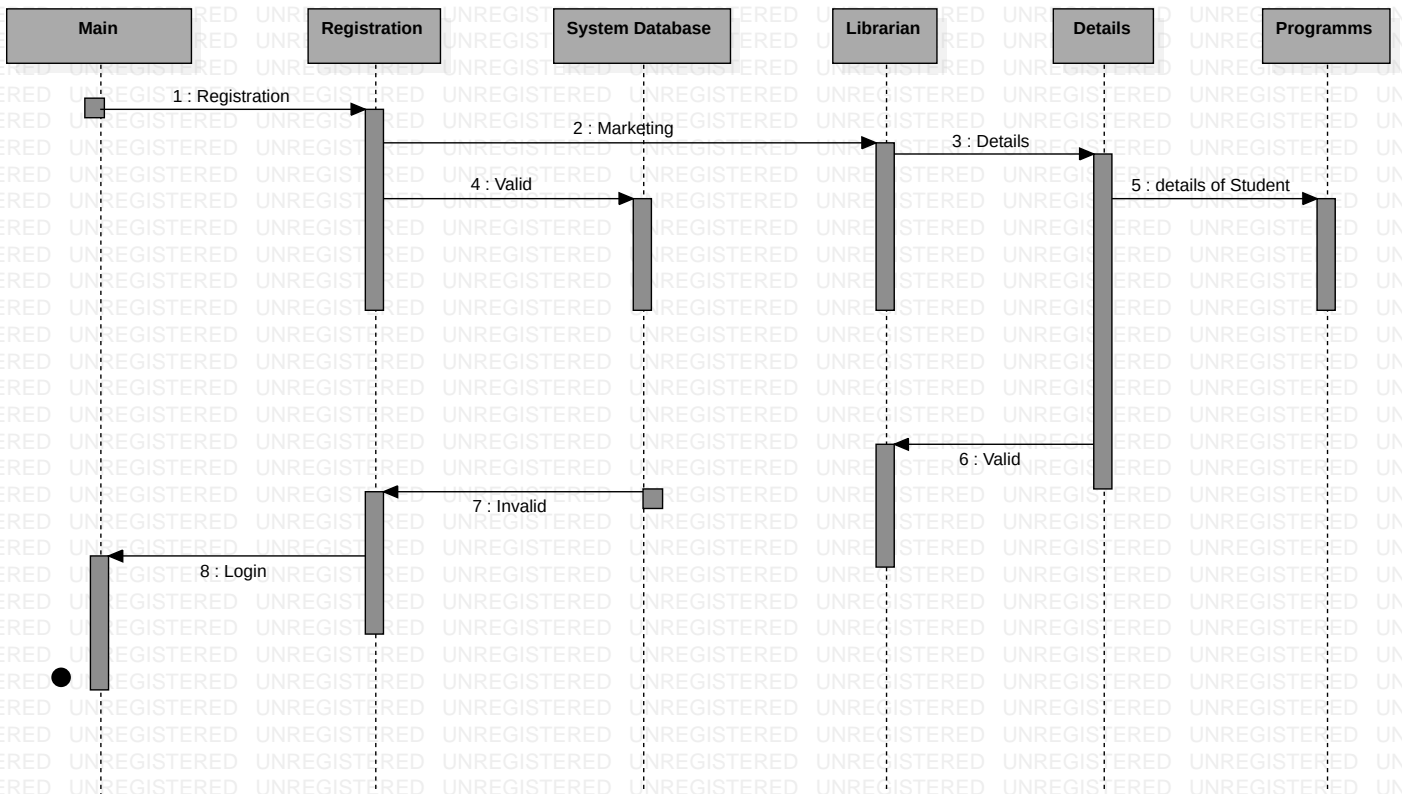 Main
Registration
System Database
Librarian
Details
Programms
1 : Registration
2 : Marketing
3 : Details
4 : Valid
5 : details of Student
6 : Valid
7 : Invalid
8 : Login
UNREGISTERED